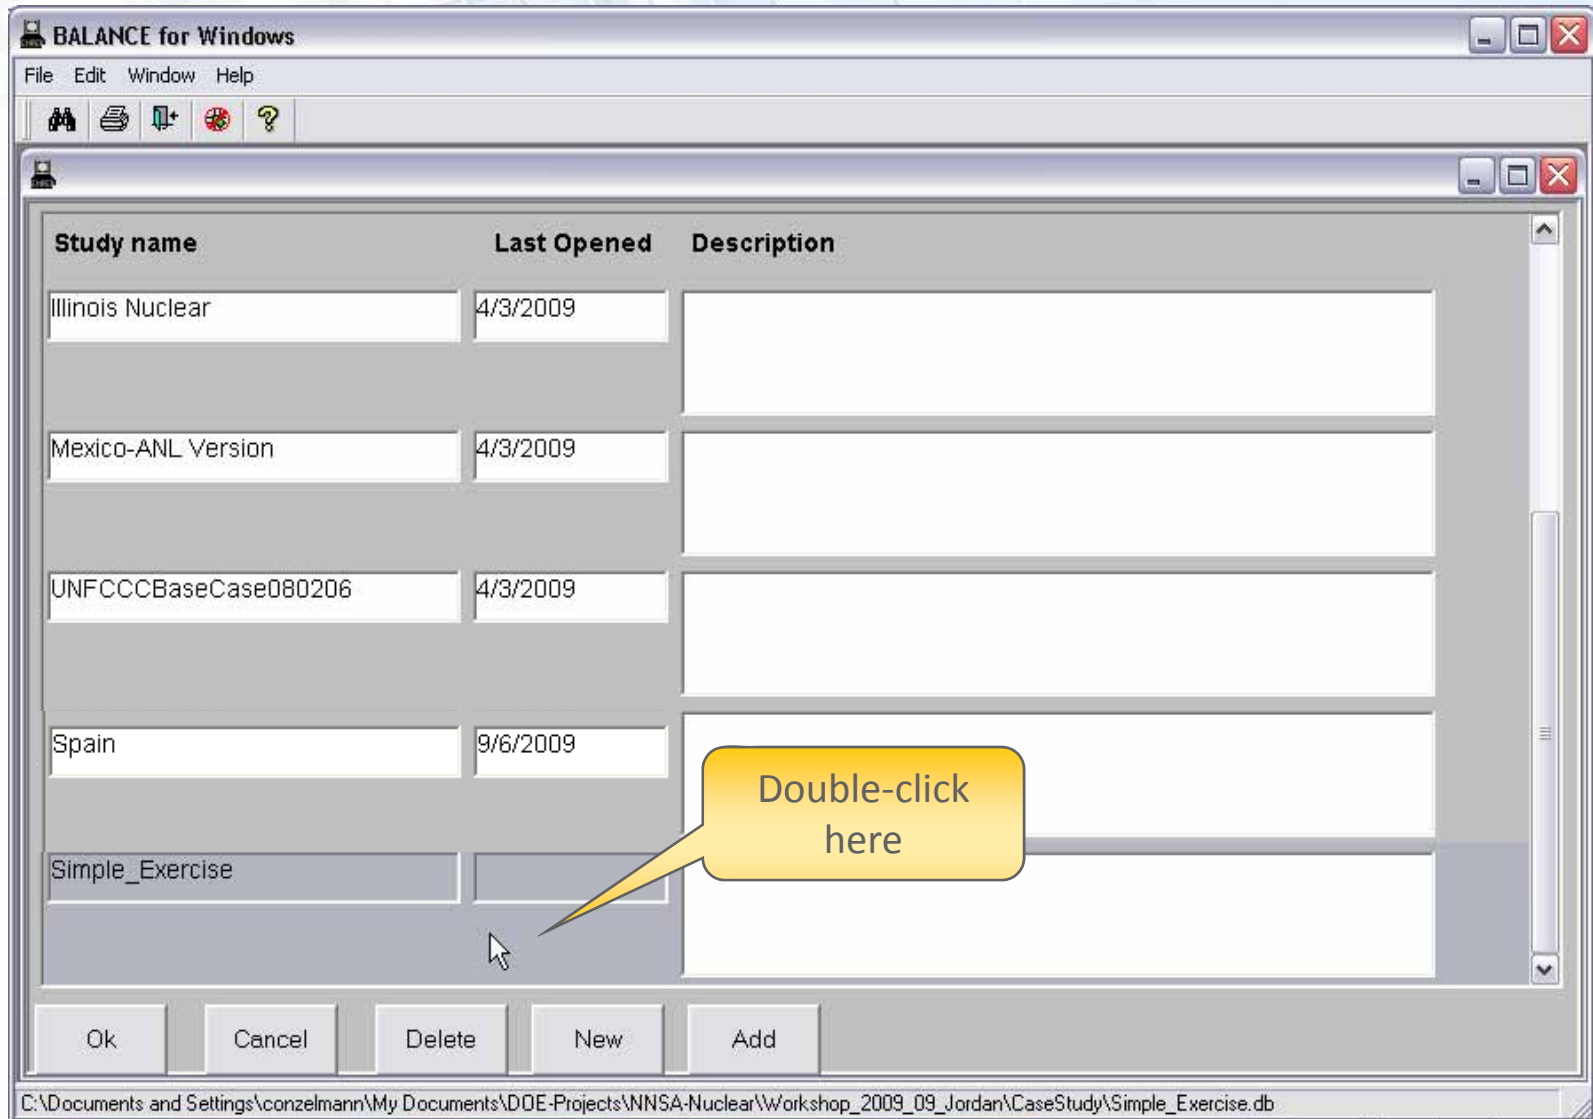 BALANCE for Windows
File Edit Window Help
Study name Last Opened Description
Illinois Nuclear 4/3/2009
Mexico-ANL Version 4/3/2009
UNFCCCBaseCase080206 4/3/2009
Spain 9/6/2009
Double-click
here
Simple_Exercise
Ok Cancel Delete New Add
C:\Documents and Settings\conzelmann\My Documents\DOE-Projects\NNSA-Nuclear\Workshop_2009_09_Jordan\CaseStudy\Simple_Exercise.db